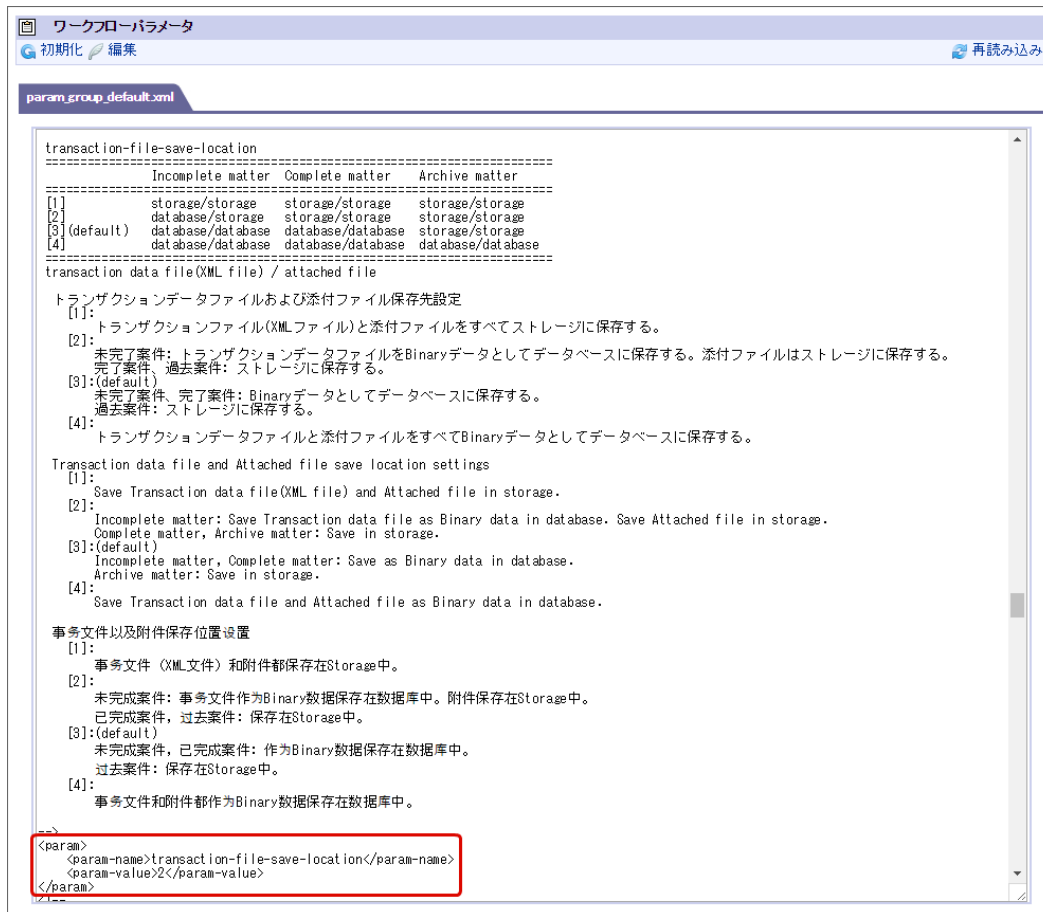 ワークフローパラメータ
初期化 編集 再読み込み
param_group_default.xml
transaction-file-save-location
==========================================================
Incomplete matter Complete matter Archive matter
==========================================================
[1] storage/storage storage/storage storage/storage
[2] database/storage storage/storage storage/storage
[3](default) database/database database/database storage/storage
[4] database/database database/database database/database
==========================================================
transaction data file(XML file) / attached file
トランザクションデータファイルおよび添付ファイル保存先設定
[1]:
トランザクションファイル(XMLファイル)と添付ファイルをすべてストレージに保存する。
[2]:
未完了案件: トランザクションデータファイルをBinaryデータとしてデータベースに保存する。添付ファイルはストレージに保存する。
完了案件、過去案件: ストレージに保存する。
[3]:(default)
未完了案件、完了案件: Binaryデータとしてデータベースに保存する。
過去案件: ストレージに保存する。
[4]:
トランザクションデータファイルと添付ファイルをすべてBinaryデータとしてデータベースに保存する。
Transaction data file and Attached file save location settings
[1]:
Save Transaction data file(XML file) and Attached file in storage.
[2]:
Incomplete matter: Save Transaction data file as Binary data in database. Save Attached file in storage.
Complete matter, Archive matter: Save in storage.
[3]:(default)
Incomplete matter, Complete matter: Save as Binary data in database.
Archive matter: Save in storage.
[4]:
Save Transaction data file and Attached file as Binary data in database.
事务文件以及附件保存位置设置
[1]:
事务文件（XML文件）和附件都保存在Storage中。
[2]:
未完成案件: 事务文件作为Binary数据保存在数据库中。附件保存在Storage中。
已完成案件，过去案件: 保存在Storage中。
[3]:(default)
未完成案件，已完成案件: 作为Binary数据保存在数据库中。
过去案件: 保存在Storage中。
[4]:
事务文件和附件都作为Binary数据保存在数据库中。
-->
<param>
<param-name>transaction-file-save-location</param-name>
<param-value>2</param-value>
</param>
<!--